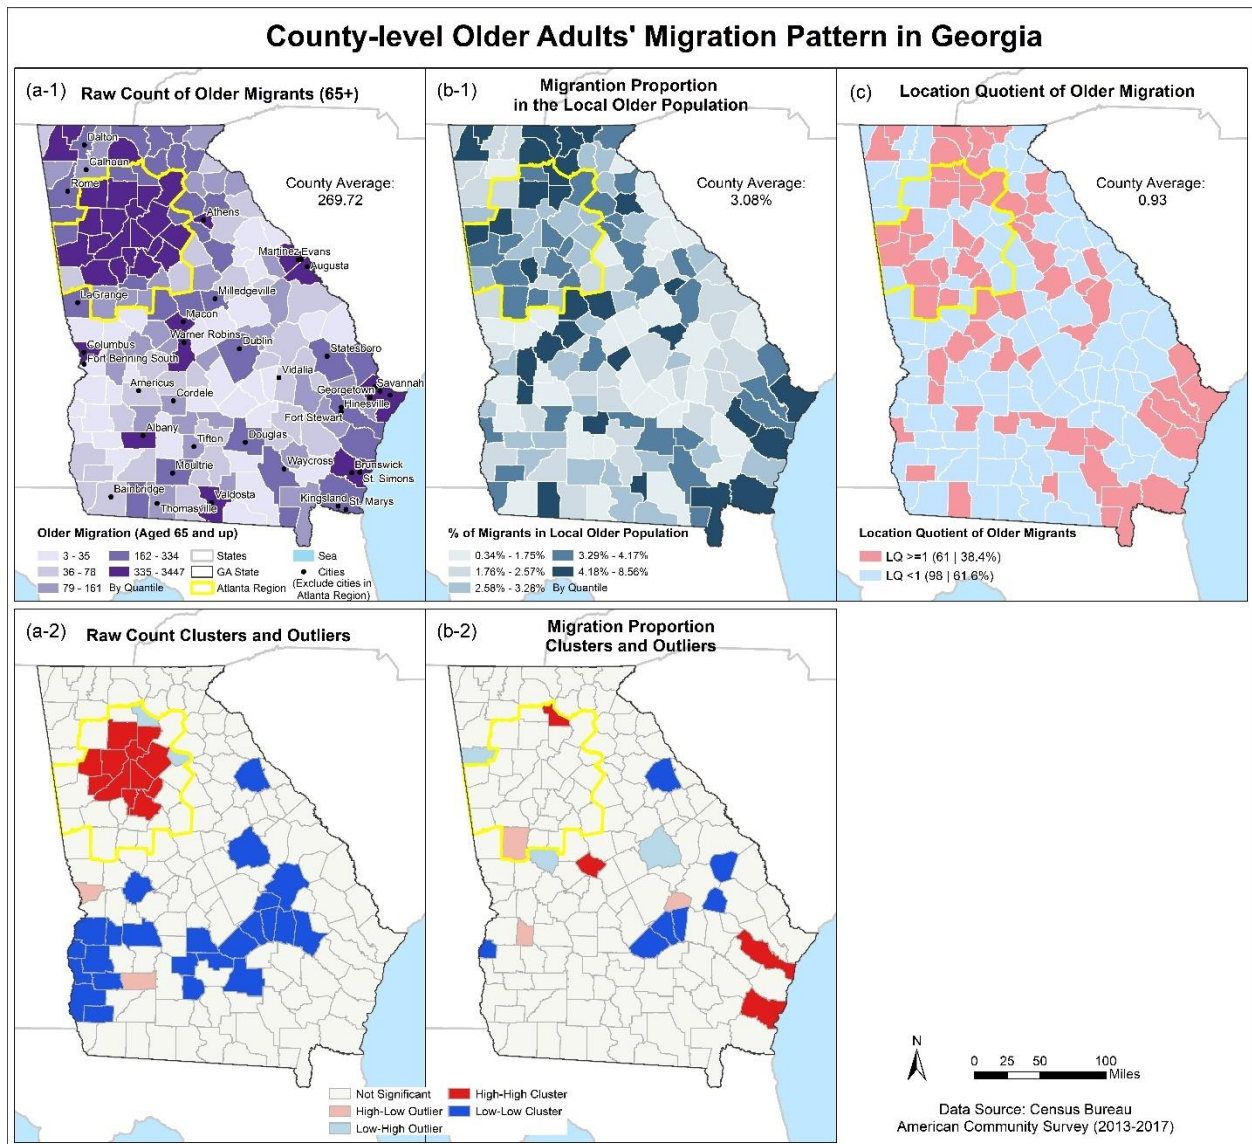 County-level Older Adults' Migration Pattern in Georgia
(a-1)
Raw Count of Older Migrants (65+)
Dalton
Calhoun
Rome
County Average:
269.72
Athens
Martinez
Evans
Augusta
LaGrange
Milledgeville
Macon
Warner Robins
Columbus
Dublin
Statesboro
Fort Benning South
Vidalia
Savannah
Americus
Georgetown
Cordele
Hinesville
Fort Stewart
Albany
Tifton
Douglas
Moultrie
Waycross
Brunswick
St. Simons
Bainbridge
Valdosta
Kingsland
St. Marys
Thomasville
Older Migration (Aged 65 and up)
3 - 35
36 - 78
79 - 161
162 - 334
335 - 3447
By Quantile
States
GA State
Atlanta Region
Sea
Cities
(Exclude cities in
Atlanta Region)
(b-1)
Migrantion Proportion
in the Local Older Population
County Average:
3.08%
% of Migrants in Local Older Population
0.34% - 1.75%
1.76% - 2.57%
2.58% - 3.28%
3.29% - 4.17%
4.18% - 8.56%
By Quantile
(c)
Location Quotient of Older Migration
County Average:
0.93
Location Quotient of Older Migrants
LQ >=1 (61 | 38.4%)
LQ <1 (98 | 61.6%)
(a-2)
Raw Count Clusters and Outliers
(b-2)
Migration Proportion
Clusters and Outliers
Not Significant
High-Low Outlier
Low-High Outlier
High-High Cluster
Low-Low Cluster
N
0 25 50 100
Miles
Data Source: Census Bureau
American Community Survey (2013-2017)